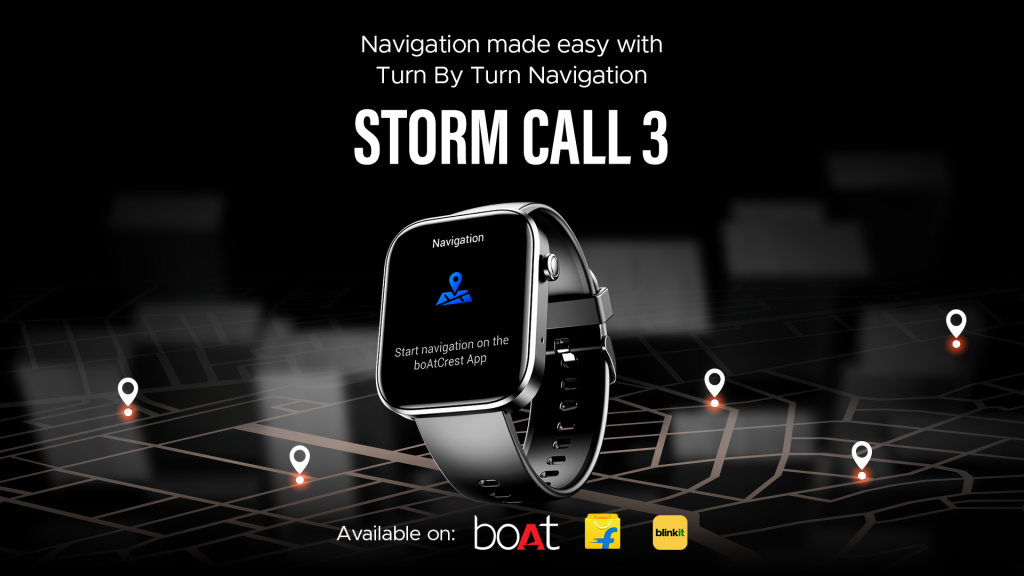 Navigation made easy with
Turn By Turn Navigation
STORM CALL 3
Navigation
Start navigation on the
boAtCrest App
Available on: boAt blinkit